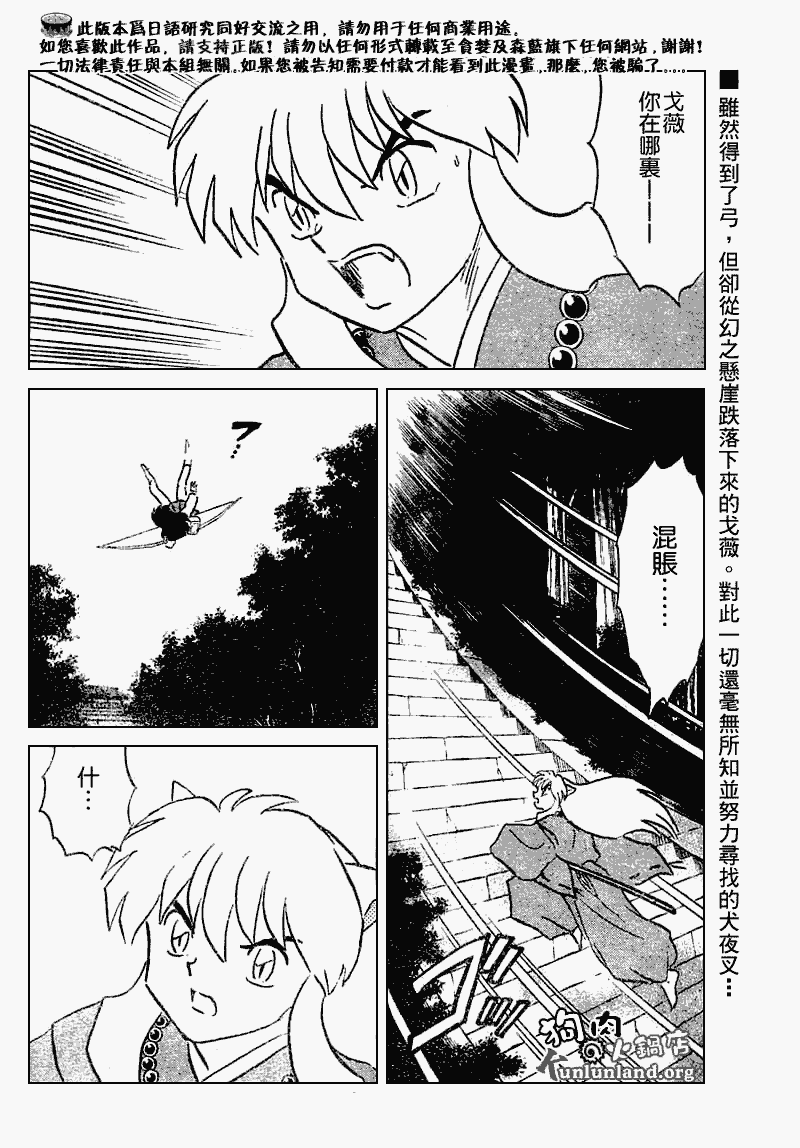 此版本爲日語研究同好交流之用，請勿用于任何商業用途。
如您喜歡此作品，請支持正版！請勿以任何形式轉載至貪婪及森藍旗下任何網站，謝謝！
一切法律責任與本組無關。如果您被告知需要付款才能看到此漫畫，那麼，您被騙了....
■雖然得到了弓，但卻從幻之懸崖跌落下來的戈薇。對此一切還毫無所知並努力尋找的犬夜叉…
戈薇
你在哪裏———
混賬……
什…
狗肉
火鍋店
Kunlunland.org